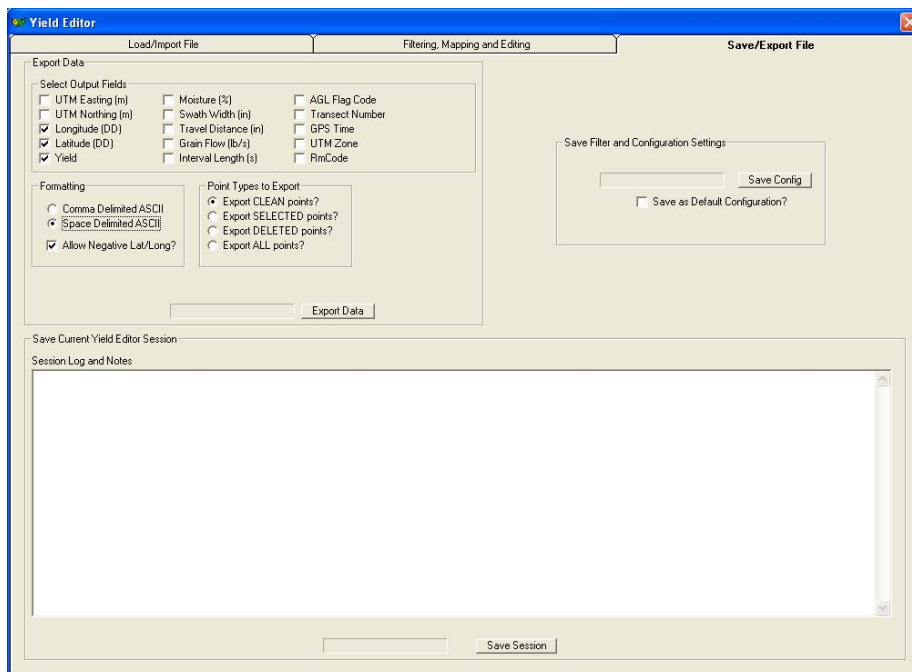 Yield Editor
Load/Import File
Filtering, Mapping and Editing
Save/Export File
Export Data
Select Output Fields
UTM Easting (m)
Moisture (%)
AGL Flag Code
UTM Northing (m)
Swath Width (in)
Transect Number
Longitude (DD)
Travel Distance (in)
GPS Time
Latitude (DD)
Grain Flow (lb/s)
UTM Zone
Yield
Interval Length (s)
RmCode
Formatting
Comma Delimited ASCII
Space Delimited ASCII
Allow Negative Lat/Long?
Point Types to Export
Export CLEAN points?
Export SELECTED points?
Export DELETED points?
Export ALL points?
Export Data
Save Filter and Configuration Settings
Save Config
Save as Default Configuration?
Save Current Yield Editor Session
Session Log and Notes
Save Session